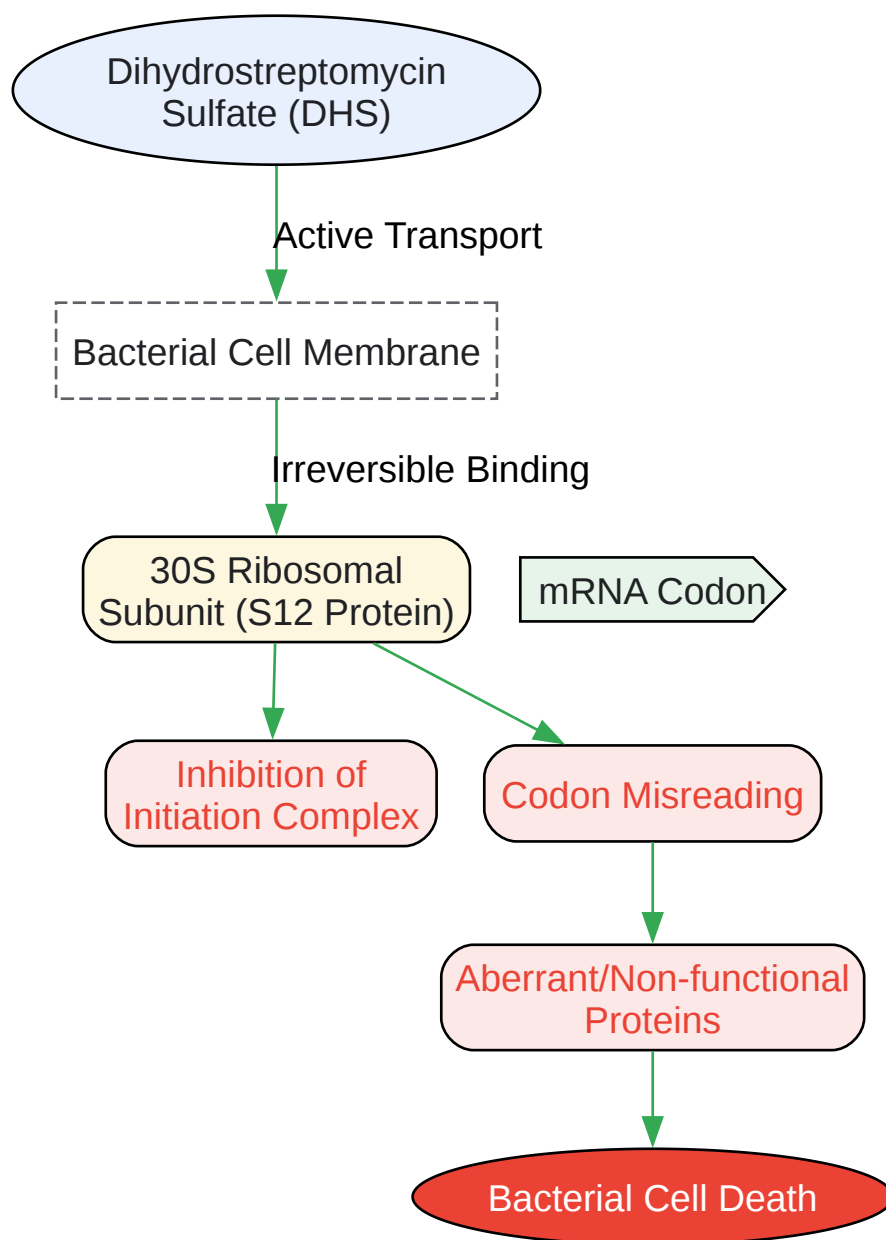 Dihydrostreptomycin
Sulfate (DHS)
Active Transport
Bacterial Cell Membrane
Irreversible Binding
30S Ribosomal
Subunit (S12 Protein)
mRNA Codon
Inhibition of
Initiation Complex
Codon Misreading
Aberrant/Non-functional
Proteins
Bacterial Cell Death